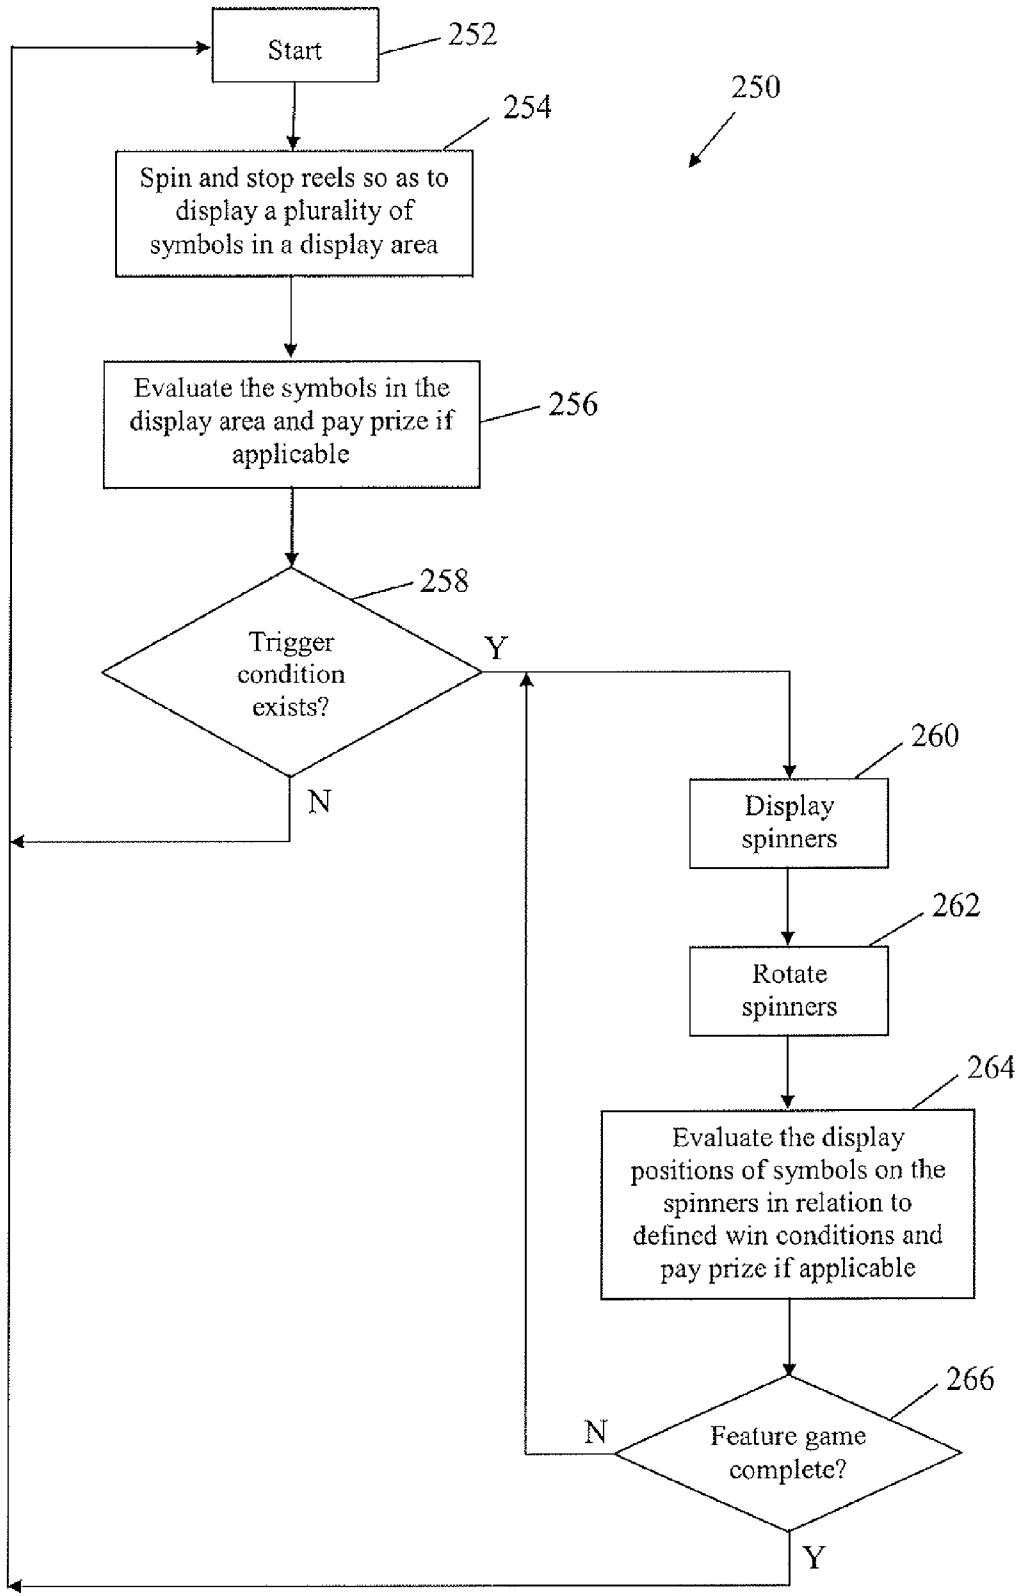 Start
252
250
254
Spin and stop reels so as to
display a plurality of
symbols in a display area
Evaluate the symbols in the
display area and pay prize if
applicable
256
258
Trigger
condition
exists?
Y
N
260
Display
spinners
262
Rotate
spinners
264
Evaluate the display
positions of symbols on the
spinners in relation to
defined win conditions and
pay prize if applicable
266
Feature game
complete?
N
Y